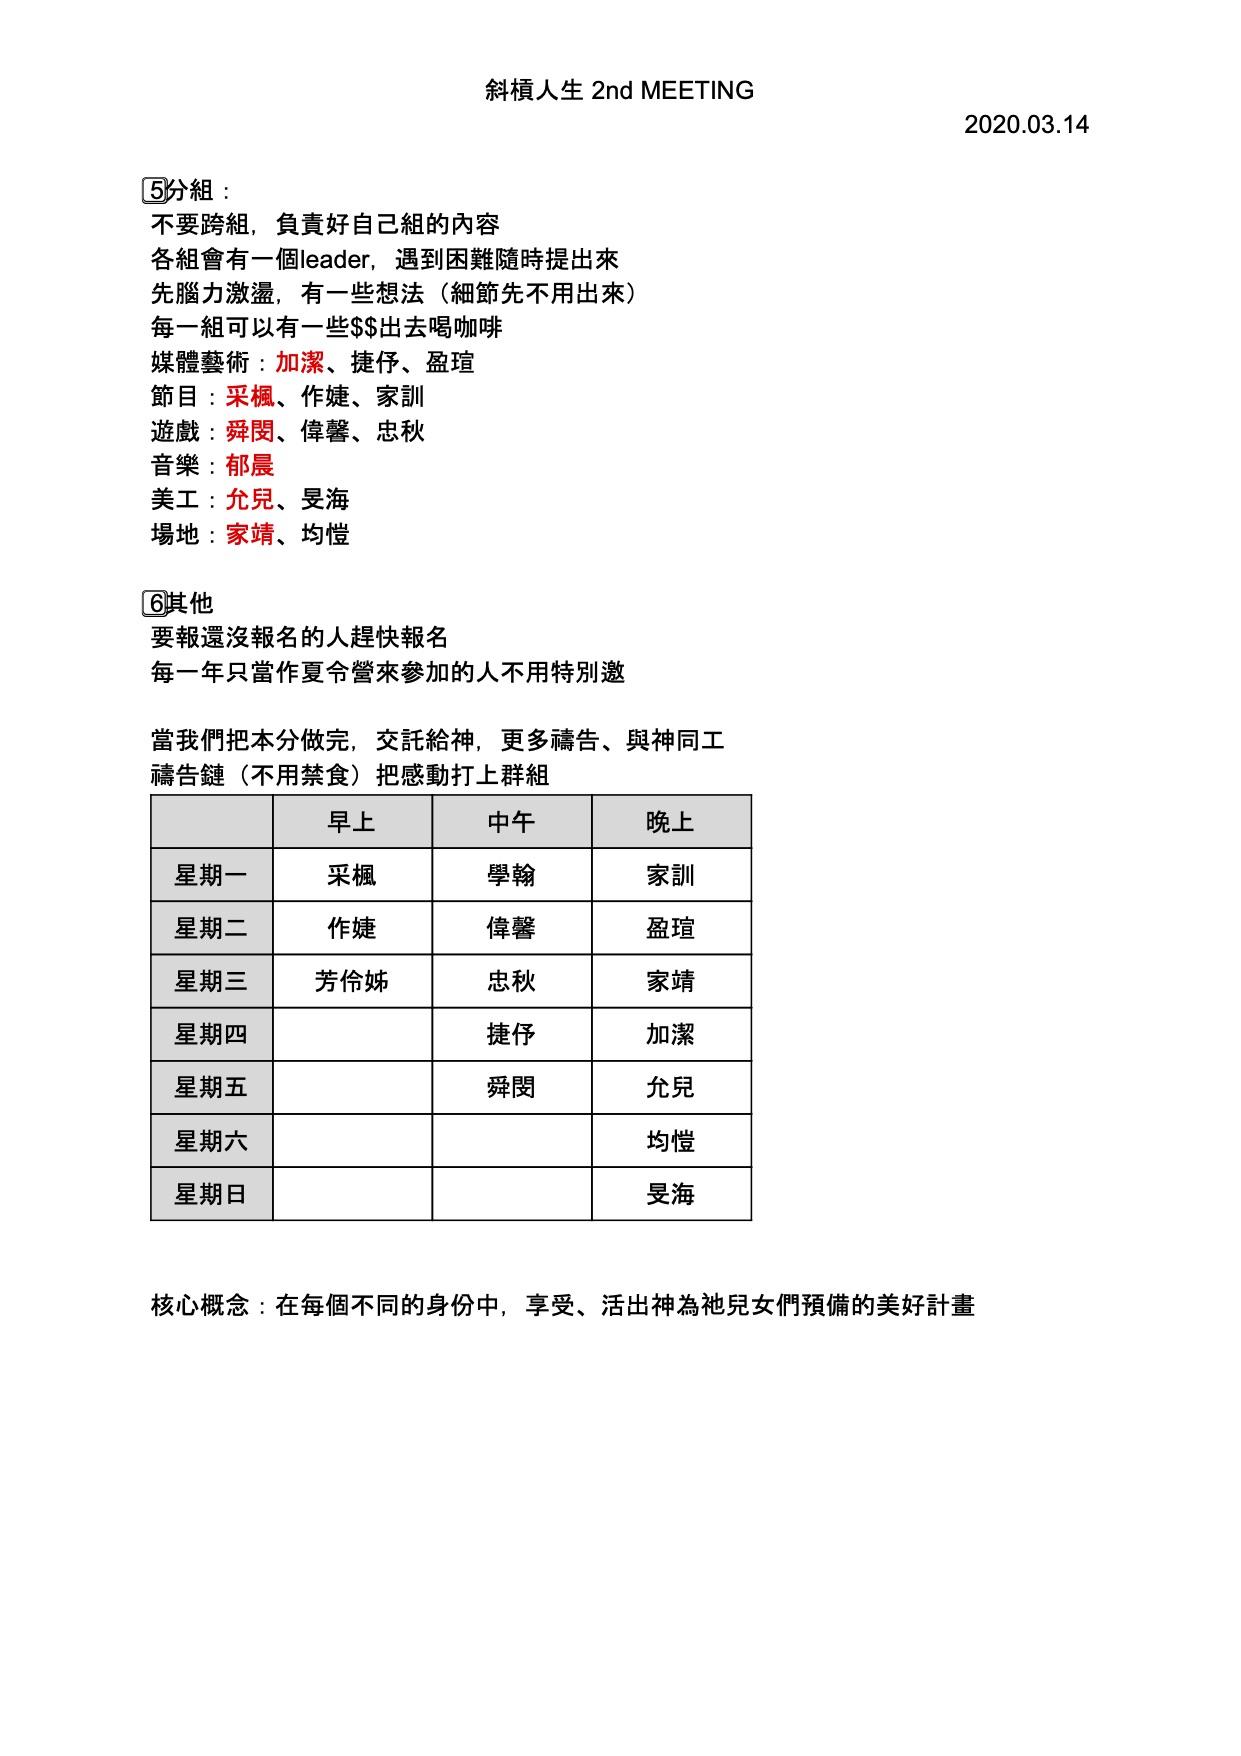 斜槓人生 2nd MEETING
2020.03.14
5分組：
不要跨組，負責好自己組的內容
各組會有一個leader，遇到困難隨時提出來
先腦力激盪，有一些想法（細節先不用出來）
每一組可以有一些$$出去喝咖啡
媒體藝術：加潔、捷伃、盈瑄
節目：采楓、作婕、家訓
遊戲：舜閔、偉馨、忠秋
音樂：郁晨
美工：允兒、旻海
場地：家靖、均愷
6其他
要報還沒報名的人趕快報名
每一年只當作夏令營來參加的人不用特別邀
當我們把本分做完，交託給神，更多禱告、與神同工
禱告鏈（不用禁食）把感動打上群組
早上 中午 晚上
星期一 采楓 學翰 家訓
星期二 作婕 偉馨 盈瑄
星期三 芳伶姊 忠秋 家靖
星期四 捷伃 加潔
星期五 舜閔 允兒
星期六 均愷
星期日 旻海
核心概念：在每個不同的身份中，享受、活出神為祂兒女們預備的美好計畫